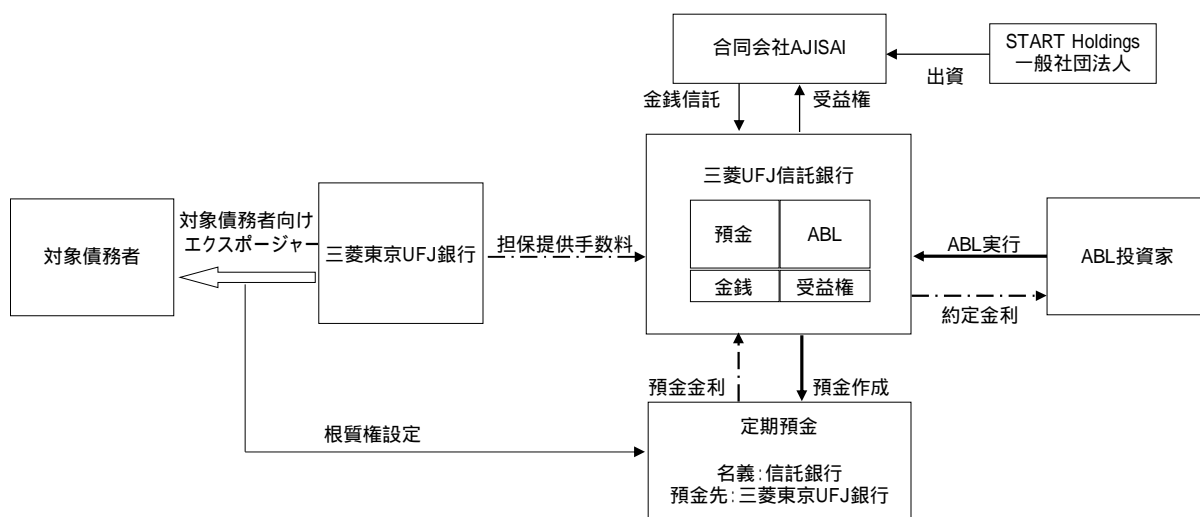 合同会社AJISAI
START Holdings
一般社団法人
出資
金銭信託
受益権
三菱UFJ信託銀行
預金
ABL
金銭
受益権
対象債務者
対象債務者向け
エクスポージャー
三菱東京UFJ銀行
担保提供手数料
ABL実行
約定金利
ABL投資家
預金金利
預金作成
根質権設定
定期預金
名義:信託銀行
預金先:三菱東京UFJ銀行